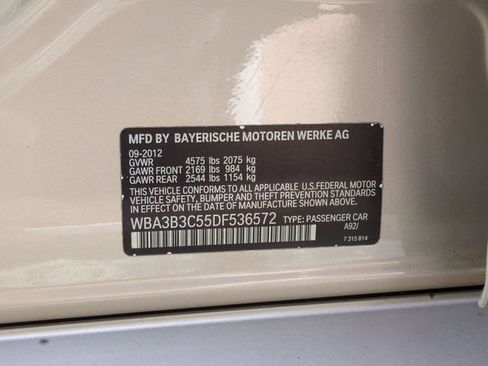 MFD BY BAYERISCHE MOTOREN WERKE AG
09-2012
GVWR 4575 lbs 2075 kg
GAWR FRONT 2169 lbs 984 kg
GAWR REAR 2544 lbs 1154 kg
THIS VEHICLE CONFORMS TO ALL APPLICABLE
U.S.FEDERAL MOTOR
VEHICLE SAFETY, BUMPER AND THEFT PREVENTION
STANDARDS IN EFFECT ON THE DATE OF
MANUFACTURE SHOWN ABOVE.
WBA3B3C55DF536572 TYPE: PASSENGER CAR
A92/
7 315 814